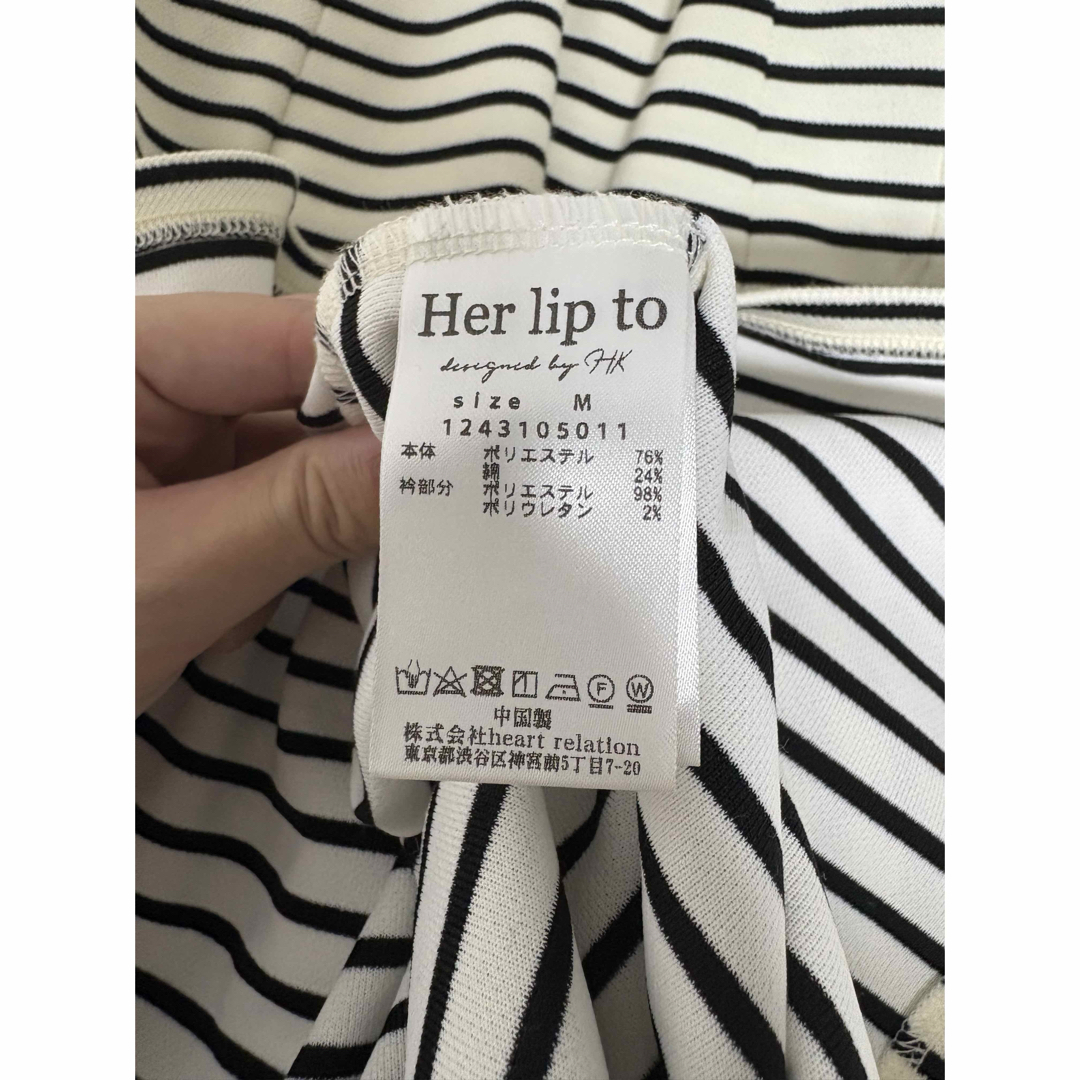 Her lip to
designed by HK
size M
1243105011
本体 ポリエステル 76%
綿 24%
衿部分 ポリエステル 98%
ポリウレタン 2%
F W
中国製
株式会社heart relation
東京都渋谷区神宮前5丁目7-20